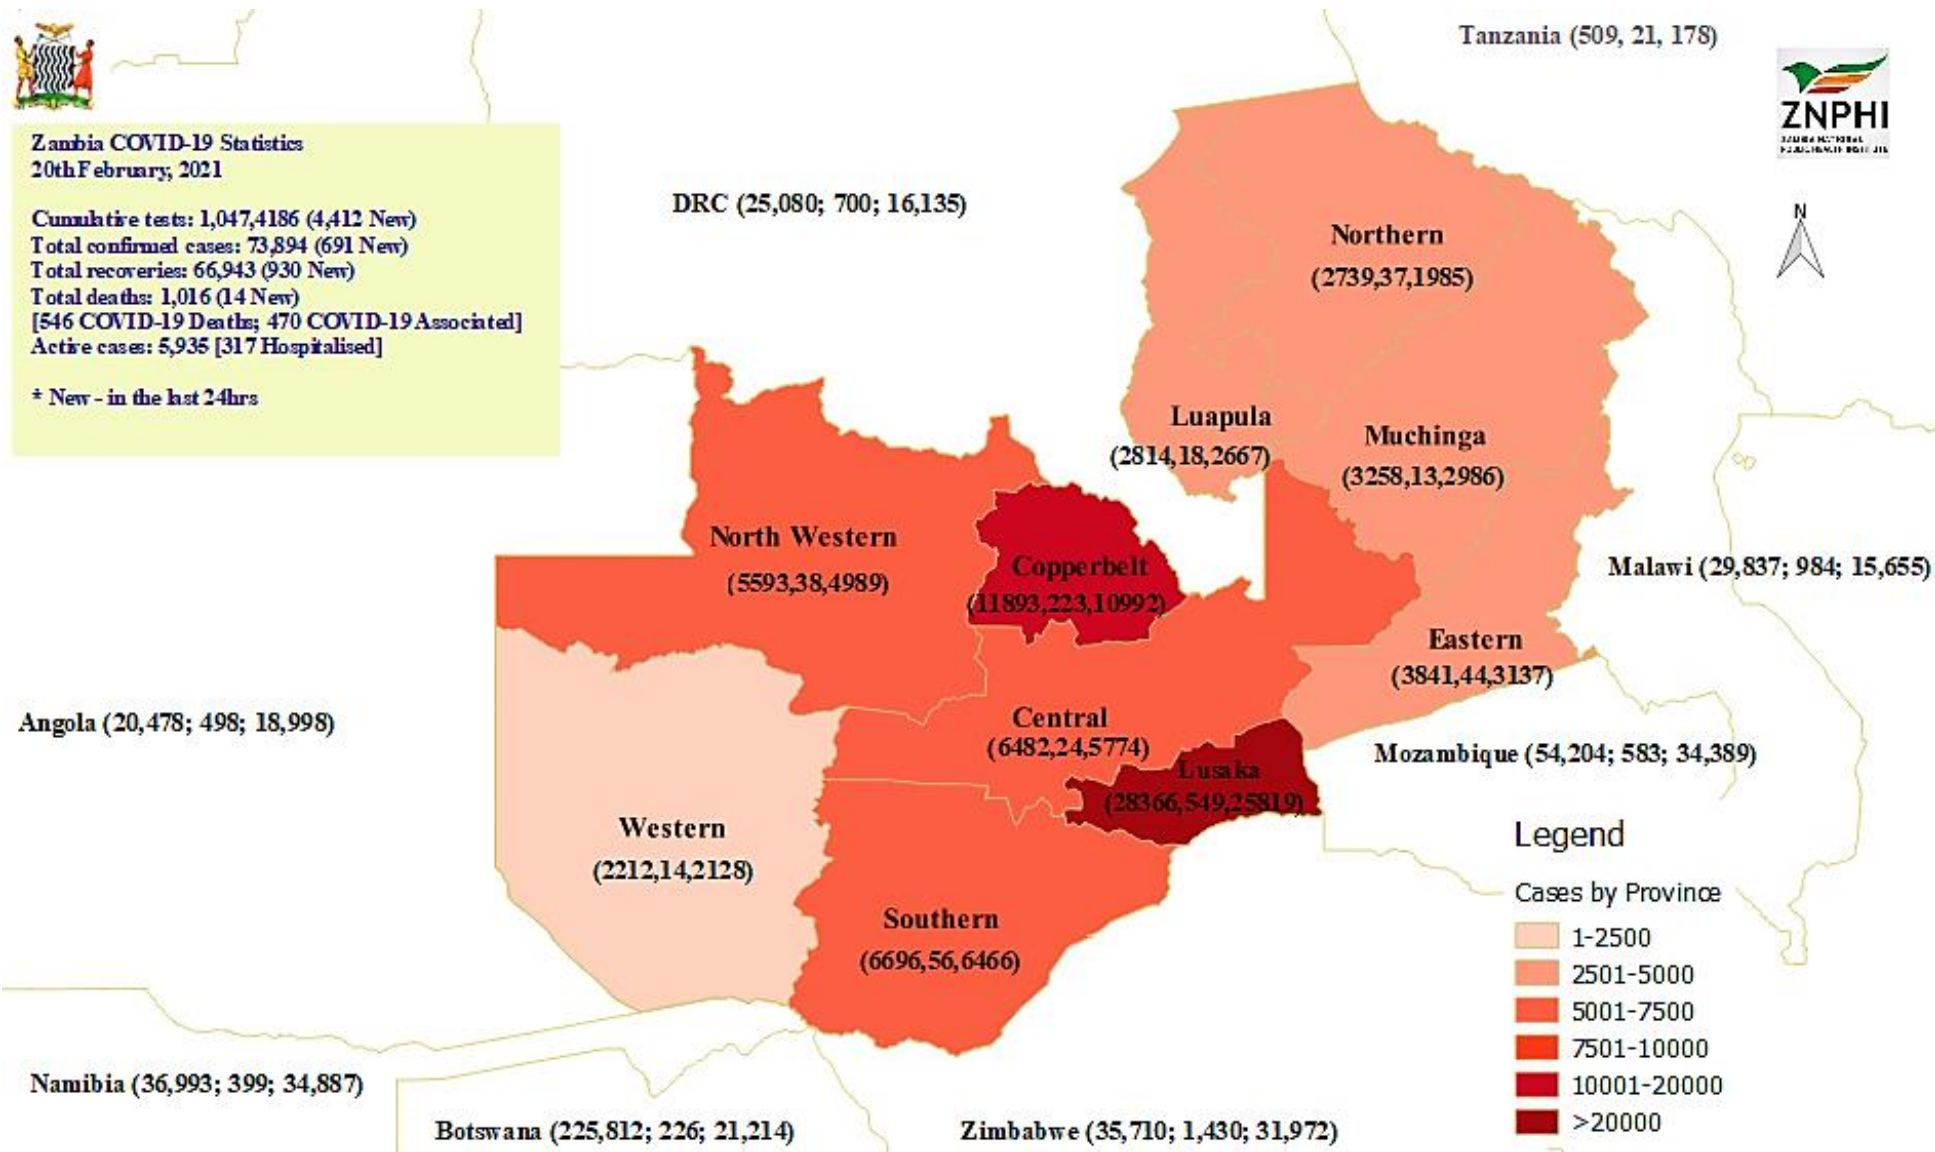 Zambia COVID-19 Statistics
20th February, 2021
Cumulative tests: 1,047,4186 (4,412 New)
Total confirmed cases: 73,894 (691 New)
Total recoveries: 66,943 (930 New)
Total deaths: 1,016 (14 New)
[546 COVID-19 Deaths; 470 COVID-19 Associated]
Active cases: 5,935 [317 Hospitalised]
* New - in the last 24hrs
Tanzania (509, 21, 178)
ZNPHI
ZAMBIA NATIONAL
PUBLIC HEALTH INSTITUTE
N
DRC (25,080; 700; 16,135)
Northern
(2739,37,1985)
Luapula
(2814,18,2667)
Muchinga
(3258,13,2986)
North Western
(5593,38,4989)
Copperbelt
(11893,223,10992)
Malawi (29,837; 984; 15,655)
Eastern
(3841,44,3137)
Angola (20,478; 498; 18,998)
Central
(6482,24,5774)
Mozambique (54,204; 583; 34,389)
Lusaka
(28366,549,25819)
Western
(2212,14,2128)
Southern
(6696,56,6466)
Legend
Cases by Province
1-2500
2501-5000
5001-7500
7501-10000
10001-20000
>20000
Namibia (36,993; 399; 34,887)
Botswana (225,812; 226; 21,214)
Zimbabwe (35,710; 1,430; 31,972)